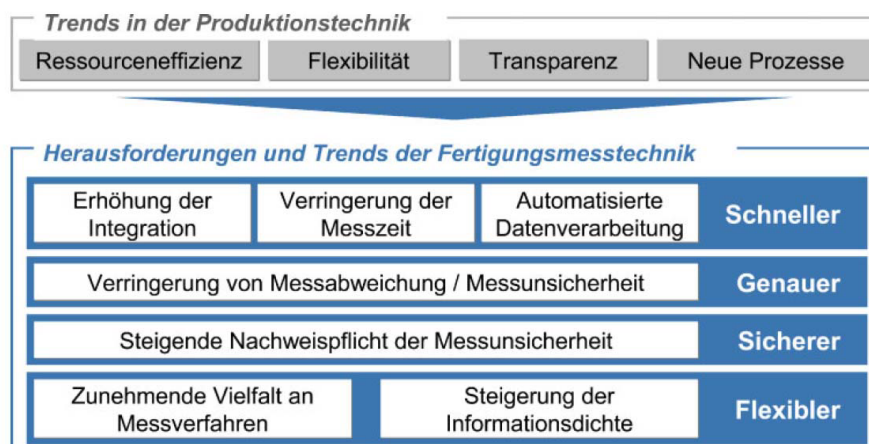 Trends in der Produktionstechnik
Ressourceneffizienz
Flexibilität
Transparenz
Neue Prozesse
Herausforderungen und Trends der Fertigungsmesstechnik
Erhöhung der
Integration
Verringerung der
Messzeit
Automatisierte
Datenverarbeitung
Schneller
Verringerung von Messabweichung / Messunsicherheit
Genauer
Steigende Nachweispflicht der Messunsicherheit
Sicherer
Zunehmende Vielfalt an
Messverfahren
Steigerung der
Informationsdichte
Flexibler